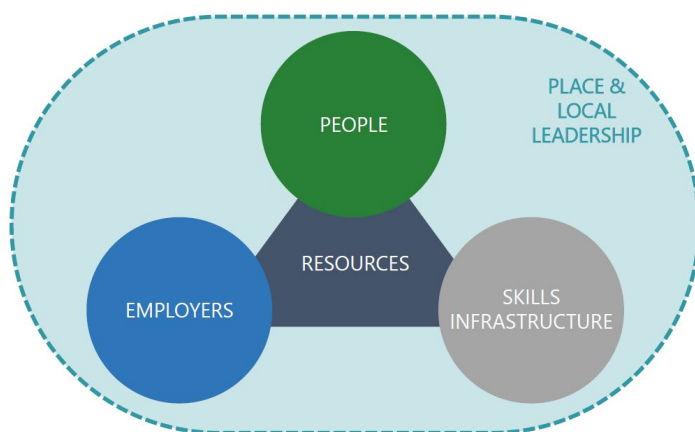 PEOPLE
PLACE &
LOCAL
LEADERSHIP
RESOURCES
EMPLOYERS
SKILLS
INFRASTRUCTURE